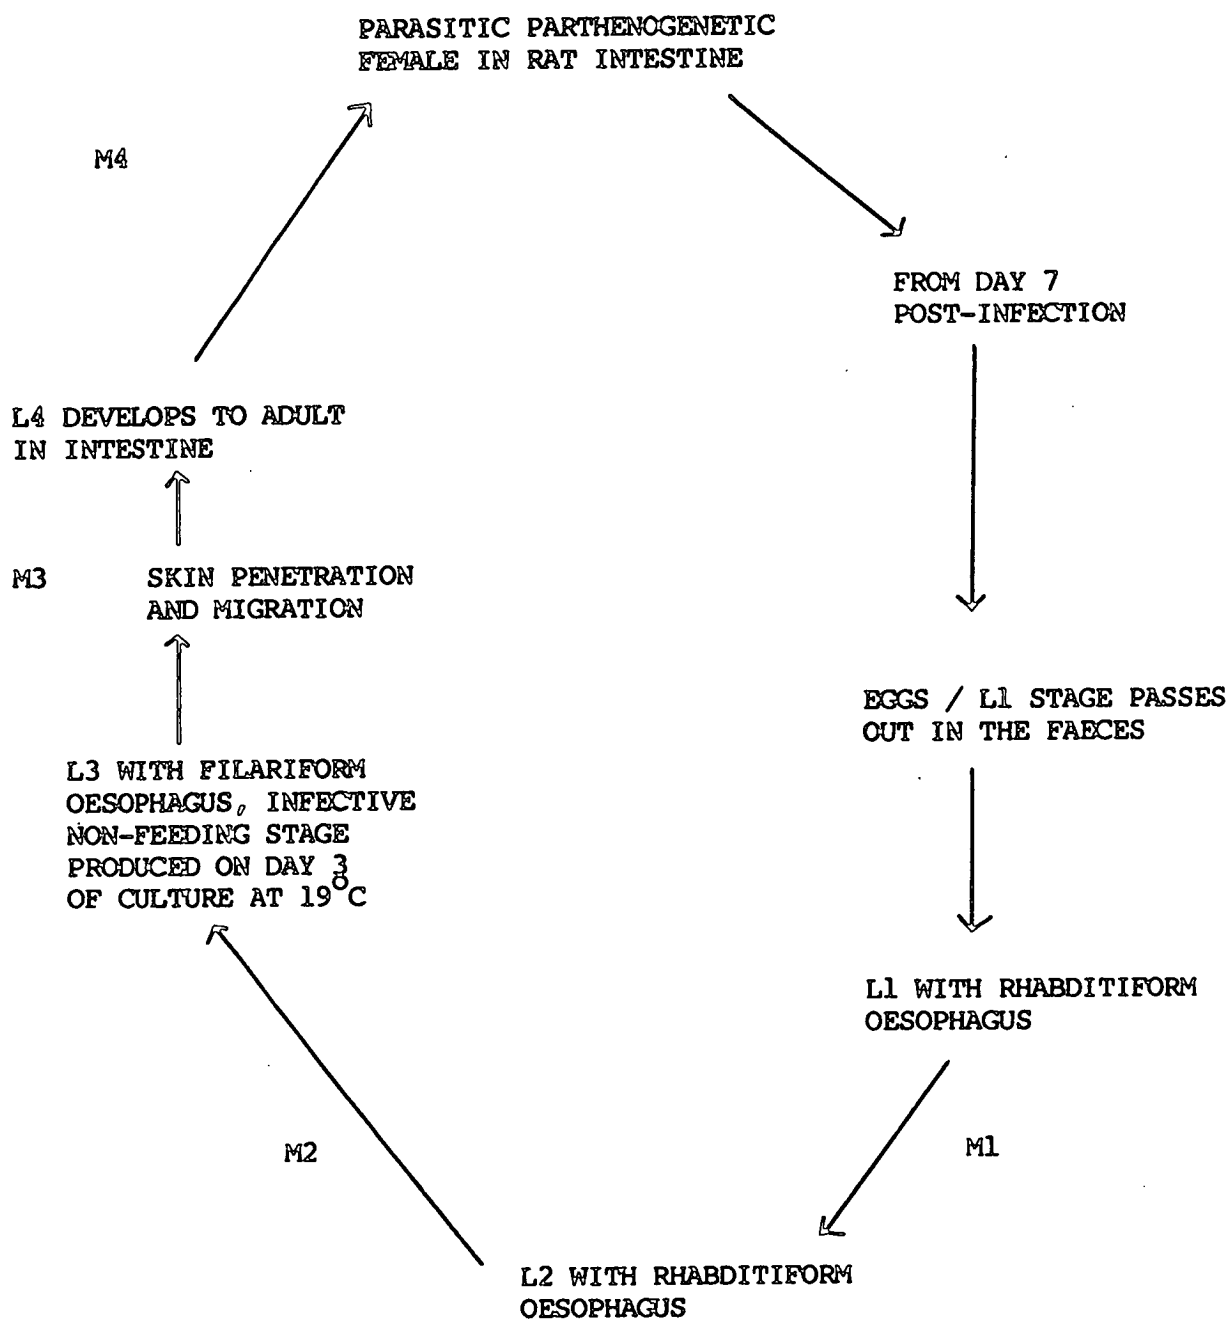 PARASITIC PARTHENOGENETIC
FEMALE IN RAT INTESTINE
M4
FROM DAY 7
POST-INFECTION
L4 DEVELOPS TO ADULT
IN INTESTINE
M3
SKIN PENETRATION
AND MIGRATION
EGGS / L1 STAGE PASSES
OUT IN THE FAECES
L3 WITH FILARIFORM
OESOPHAGUS, INFECTIVE
NON-FEEDING STAGE
PRODUCED ON DAY 3
OF CULTURE AT 19°C
L1 WITH RHABDITIFORM
OESOPHAGUS
M2
M1
L2 WITH RHABDITIFORM
OESOPHAGUS